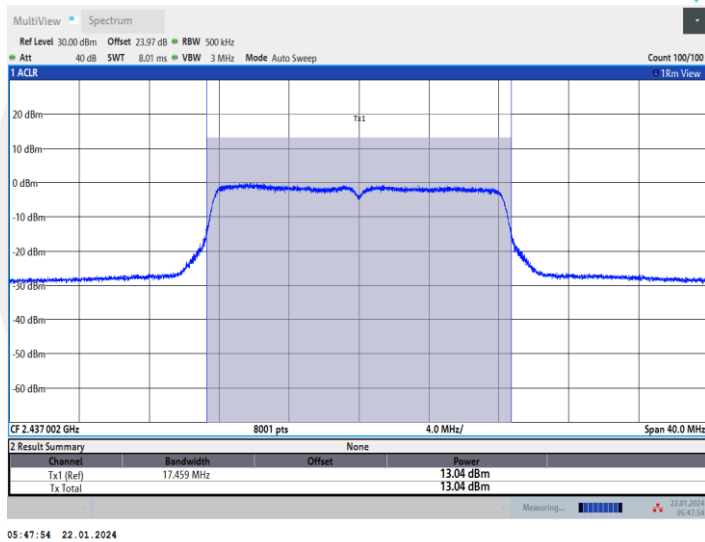 MultiView Spectrum
Ref Level 30.00 dBm Offset 23.97 dB RBW 500 kHz
Att 40 dB SWT 8.01 ms VBW 3 MHz Mode Auto Sweep Count 100/100
1 ACLR 1Rm View
Tx1
20 dBm
10 dBm
0 dBm
-10 dBm
-20 dBm
-30 dBm
-40 dBm
-50 dBm
-60 dBm
CF 2.437 002 GHz 8001 pts 4.0 MHz/ Span 40.0 MHz
2 Result Summary None
Channel Bandwidth Offset Power
Tx1 (Ref) 17.459 MHz 13.04 dBm
Tx Total 13.04 dBm
Measuring... 22.01.2024
05:47:54
05:47:54 22.01.2024